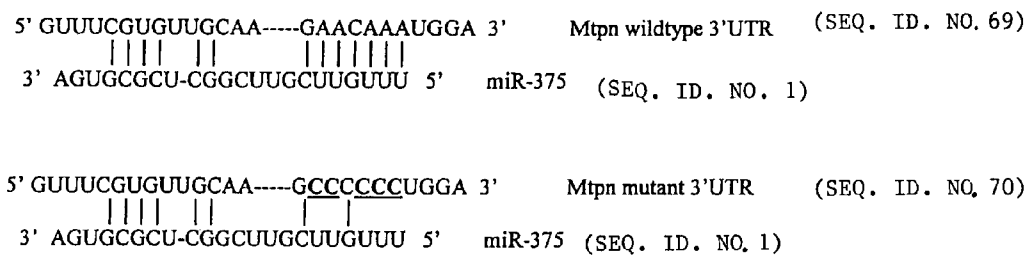 5' GUUUCGUGUUGCAA-----GAACAAAUGGA 3' Mtpn wildtype 3'UTR (SEQ. ID. NO. 69)
3' AGUGCGCU-CGGCUUGCUUGUUU 5' miR-375 (SEQ. ID. NO. 1)
5' GUUUCGUGUUGCAA-----GCCCCCCUGGA 3' Mtpn mutant 3'UTR (SEQ. ID. NO. 70)
3' AGUGCGCU-CGGCUUGCUUGUUU 5' miR-375 (SEQ. ID. NO. 1)